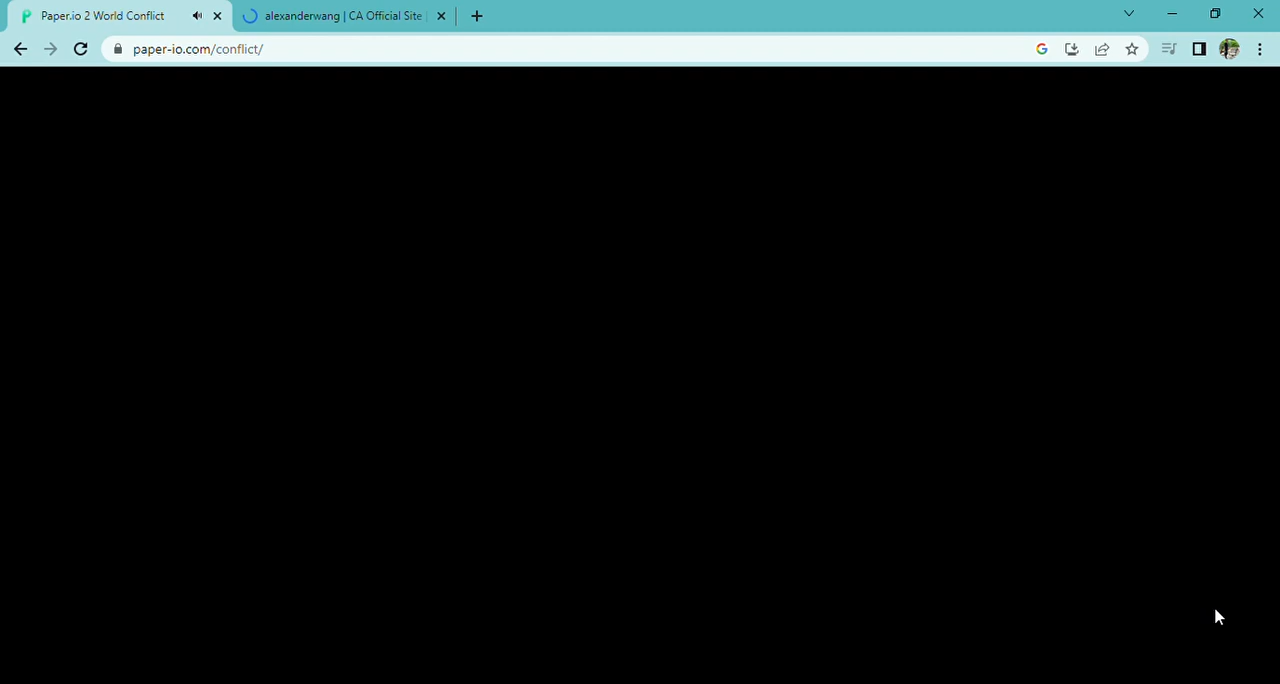 Paper.io 2 World Conflict
alexanderwang | CA Official Site |
paper-io.com/conflict/